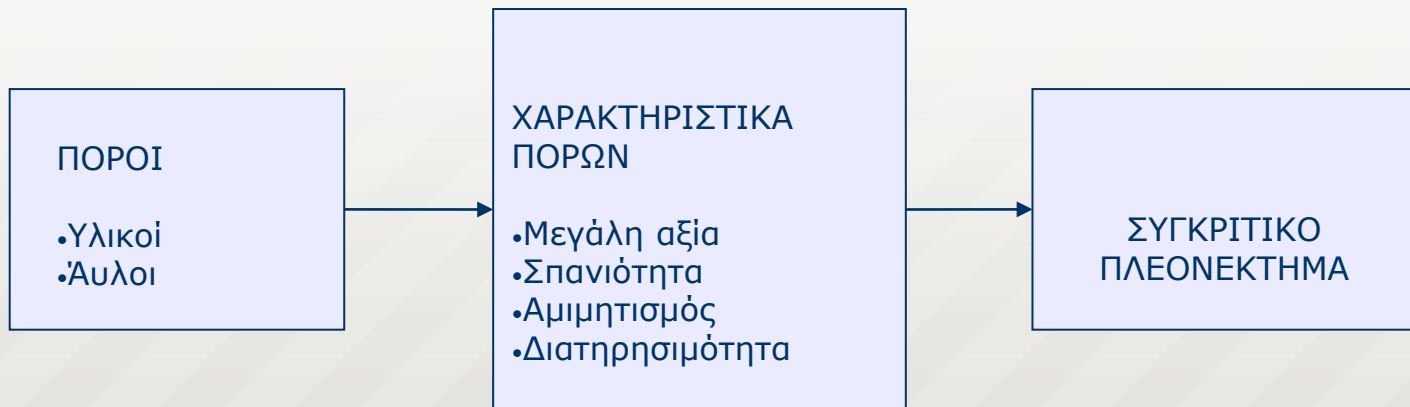 ΠΟΡΟΙ
•Υλικοί
•Άυλοι
ΧΑΡΑΚΤΗΡΙΣΤΙΚΑ
ΠΟΡΩΝ
•Μεγάλη αξία
•Σπανιότητα
•Αμιμητισμός
•Διατηρησιμότητα
ΣΥΓΚΡΙΤΙΚΟ
ΠΛΕΟΝΕΚΤΗΜΑ